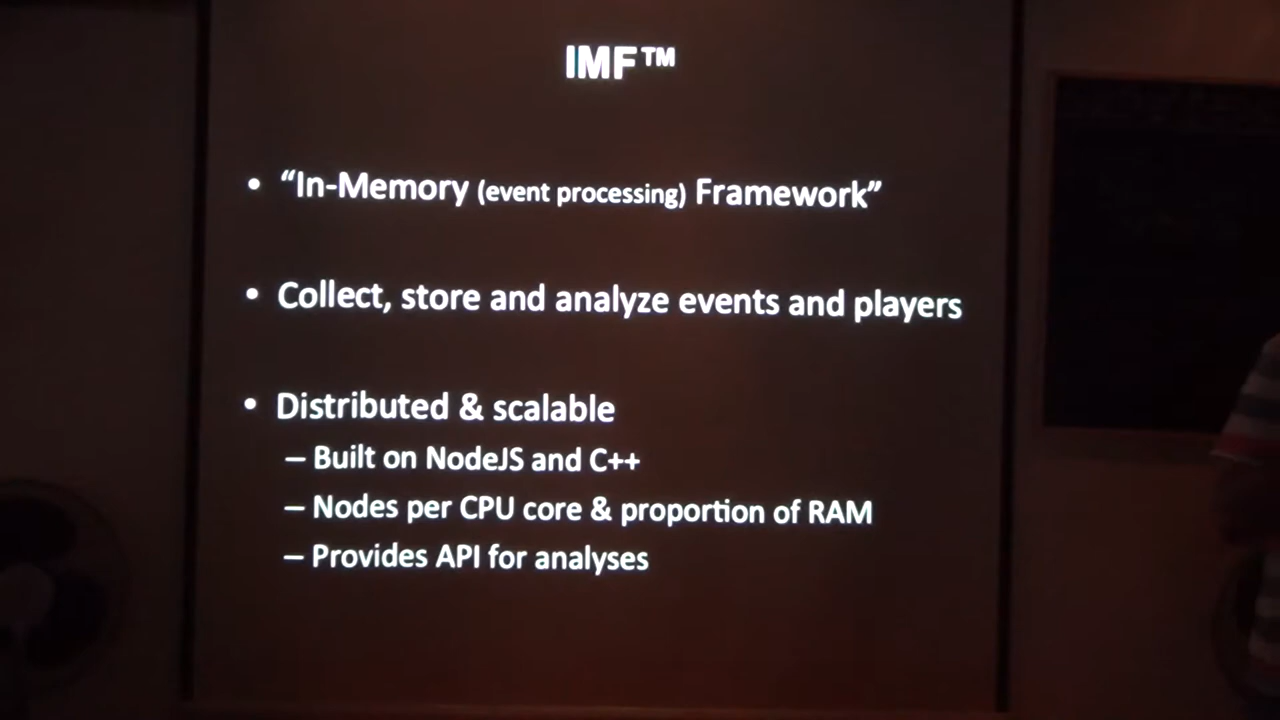 IMF™
• “In-Memory (event processing) Framework”
• Collect, store and analyze events and players
• Distributed & scalable
– Built on NodeJS and C++
– Nodes per CPU core & proportion of RAM
– Provides API for analyses